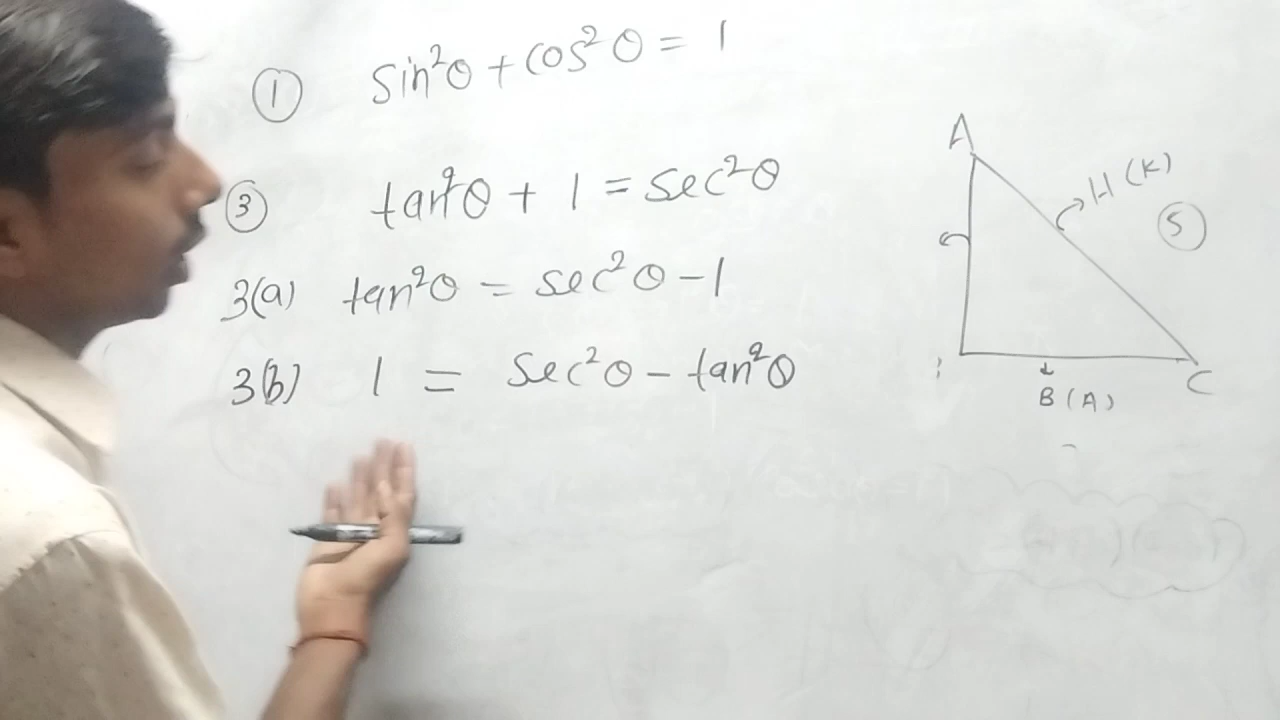 ① sin²θ + cos²θ = 1
③ tan²θ + 1 = sec²θ
3(a) tan²θ = sec²θ - 1
3(b) 1 = sec²θ - tan²θ
A
H (K)
⑤
C
B (A)